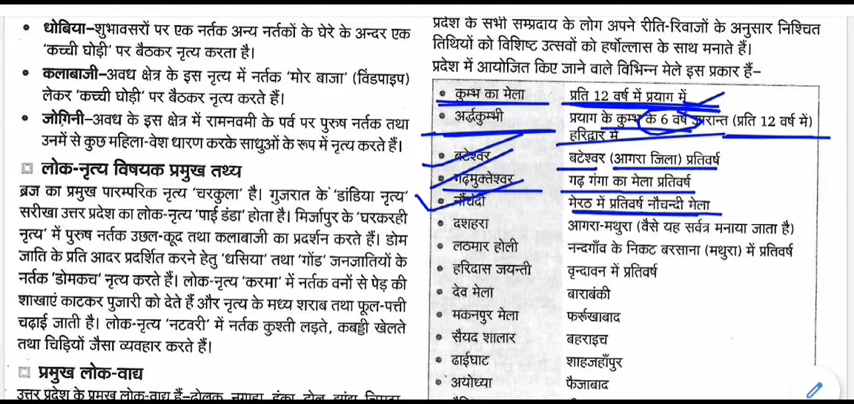 • धोबिया–शुभावसरों पर एक नर्तक अन्य नर्तकों के घेरे के अन्दर एक
'कच्ची घोड़ी' पर बैठकर नृत्य करता है।
• कलाबाजी–अवध क्षेत्र के इस नृत्य में नर्तक 'मोर बाजा' (विंडपाइप)
लेकर 'कच्ची घोड़ी' पर बैठकर नृत्य करते हैं।
• जोगिनी–अवध के इस क्षेत्र में रामनवमी के पर्व पर पुरुष नर्तक तथा
उनमें से कुछ महिला-वेश धारण करके साधुओं के रूप में नृत्य करते हैं।
लोक-नृत्य विषयक प्रमुख तथ्य
ब्रज का प्रमुख पारम्परिक नृत्य 'चरकुला' है। गुजरात के 'डांडिया नृत्य'
सरीखा उत्तर प्रदेश का लोक-नृत्य 'पाई डंडा' होता है। मिर्जापुर के 'घरकरही
नृत्य' में पुरुष नर्तक उछल-कूद तथा कलाबाजी का प्रदर्शन करते हैं। डोम
जाति के प्रति आदर प्रदर्शित करने हेतु 'धसिया' तथा 'गोंड' जनजातियों के
नर्तक 'डोमकच' नृत्य करते हैं। लोक-नृत्य 'करमा' में नर्तक वनों से पेड़ की
शाखाएं काटकर पुजारी को देते हैं और नृत्य के मध्य शराब तथा फूल-पत्ती
चढ़ाई जाती है। लोक-नृत्य 'नटवरी' में नर्तक कुश्ती लड़ते, कबड्डी खेलते
तथा चिड़ियों जैसा व्यवहार करते हैं।
प्रमुख लोक-वाद्य
उत्तर प्रदेश के प्रमुख लोक-वाद्य हैं–ढोलक, नगाड़ा, डंका, ढोल, झांझ, चिमटा,
प्रदेश के सभी सम्प्रदाय के लोग अपने रीति-रिवाजों के अनुसार निश्चित
तिथियों को विशिष्ट उत्सवों को हर्षोल्लास के साथ मनाते हैं।
प्रदेश में आयोजित किए जाने वाले विभिन्न मेले इस प्रकार हैं–
• कुम्भ का मेला प्रति 12 वर्ष में प्रयाग में
• अर्द्धकुम्भी प्रयाग के कुम्भ के 6 वर्ष उपरान्त (प्रति 12 वर्ष में)
हरिद्वार में
• बटेश्वर बटेश्वर (आगरा जिला) प्रतिवर्ष
• गढ़मुक्तेश्वर गढ़ गंगा का मेला प्रतिवर्ष
• नौचंदी मेरठ में प्रतिवर्ष नौचन्दी मेला
• दशहरा आगरा-मथुरा (वैसे यह सर्वत्र मनाया जाता है)
• लठमार होली नन्दगाँव के निकट बरसाना (मथुरा) में प्रतिवर्ष
• हरिदास जयन्ती वृन्दावन में प्रतिवर्ष
• देव मेला बाराबंकी
• मकनपुर मेला फर्रुखाबाद
• सैयद शालार बहराइच
• ढाईघाट शाहजहाँपुर
• अयोध्या फैजाबाद